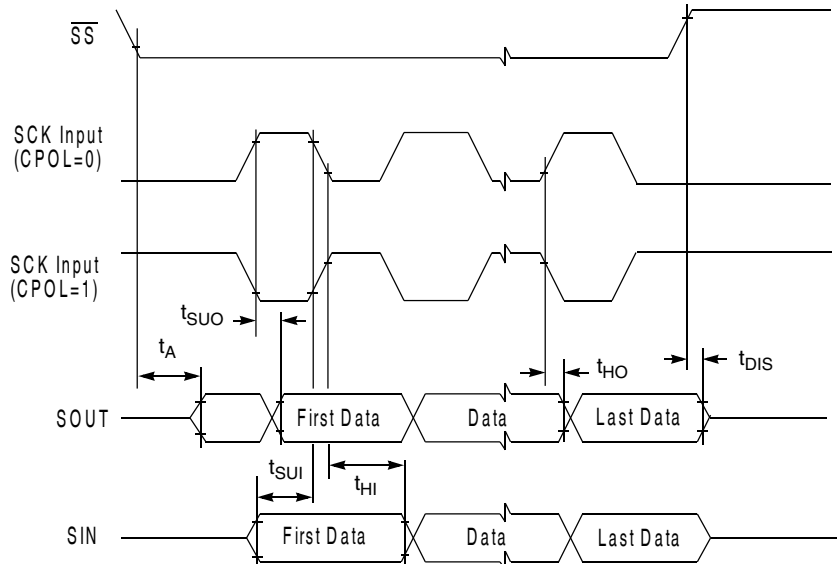 SS
SCK Input
(CPOL=0)
SCK Input
(CPOL=1)
tSUO
tA
tHO
tDIS
SOUT
First Data
Data
Last Data
tSUI
tHI
SIN
First Data
Data
Last Data